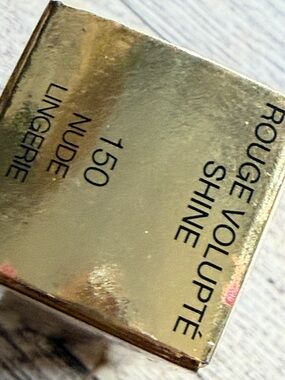 ROUGE VOLUPTÉ
SHINE
150
NUDE
LINGERIE